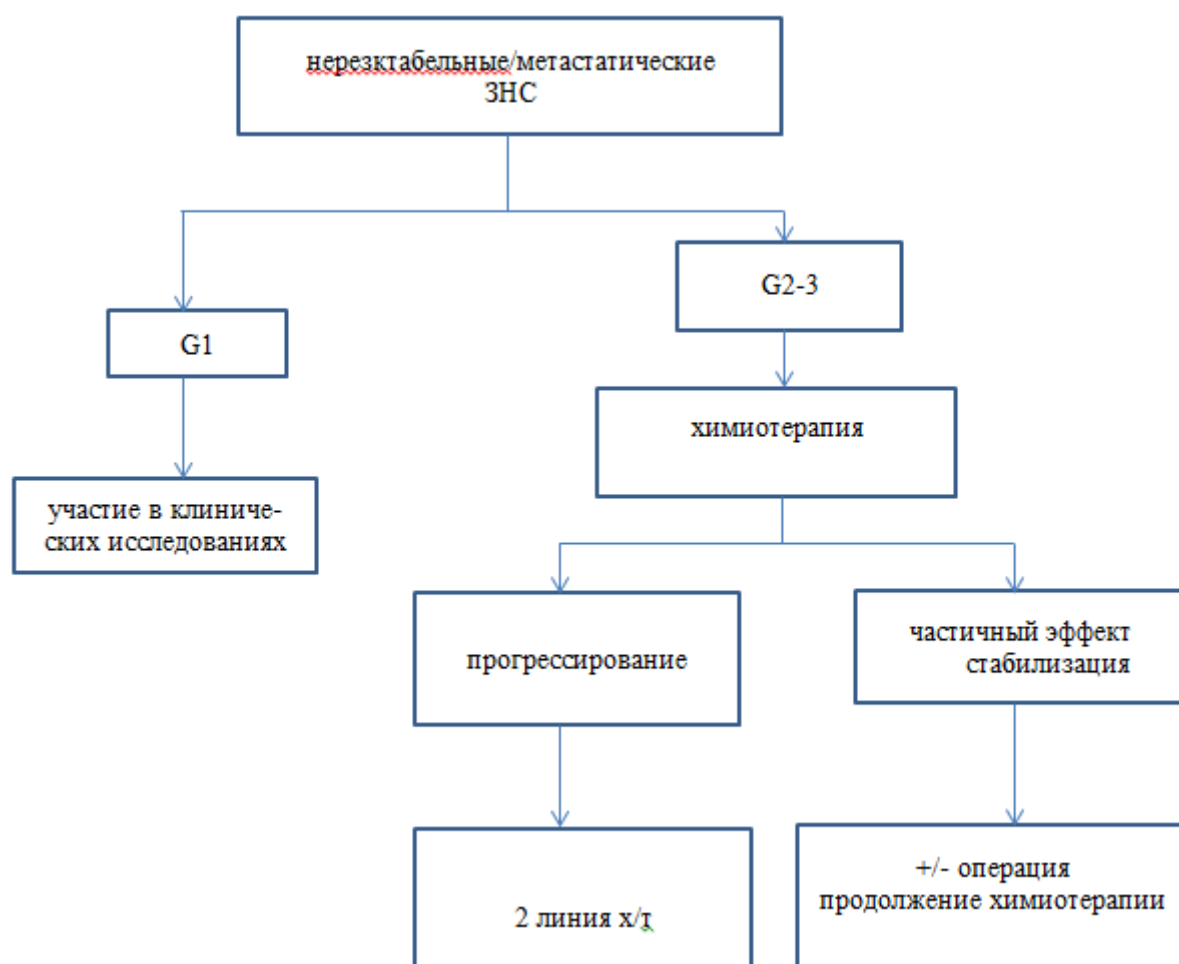 нерезктабельные/метастатические
ЗНС
G1
G2-3
участие в клиниче-
ских исследованиях
химиотерапия
прогрессирование
частичный эффект
стабилизация
2 линия х/т
+/- операция
продолжение химиотерапии